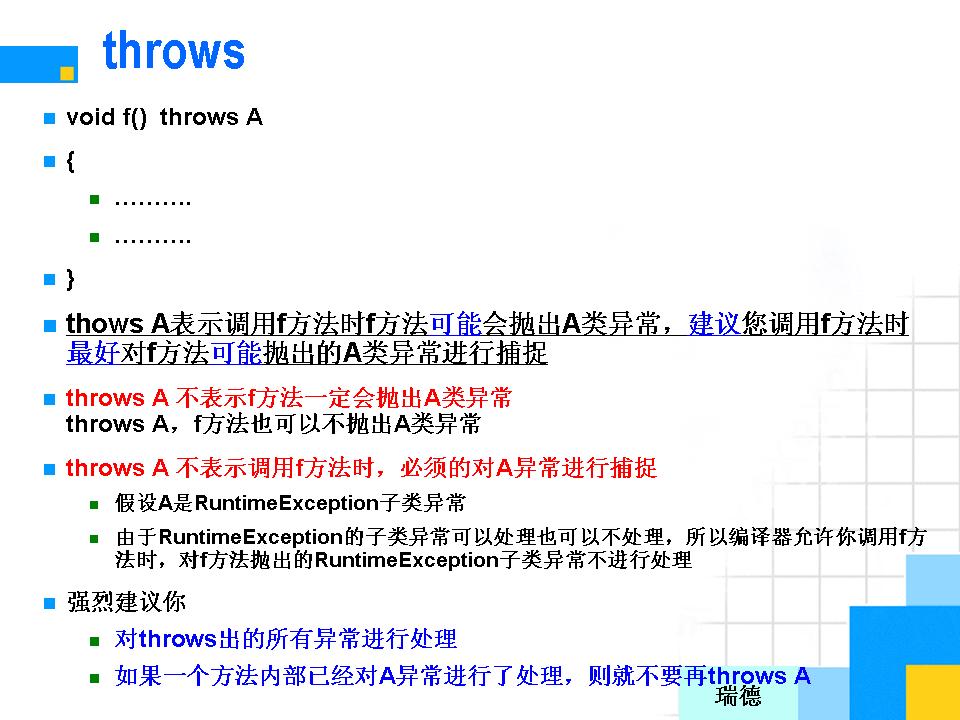 throws
void f()  throws A
{
……….
……….
}
thows A表示调用f方法时f方法可能会抛出A类异常，建议您调用f方法时
最好对f方法可能抛出的A类异常进行捕捉
throws A 不表示f方法一定会抛出A类异常
throws A，f方法也可以不抛出A类异常
throws A 不表示调用f方法时，必须的对A异常进行捕捉
假设A是RuntimeException子类异常
由于RuntimeException的子类异常可以处理也可以不处理，所以编译器允许你调用f方
法时，对f方法抛出的RuntimeException子类异常不进行处理
强烈建议你
对throws出的所有异常进行处理
如果一个方法内部已经对A异常进行了处理，则就不要再throws A
瑞德